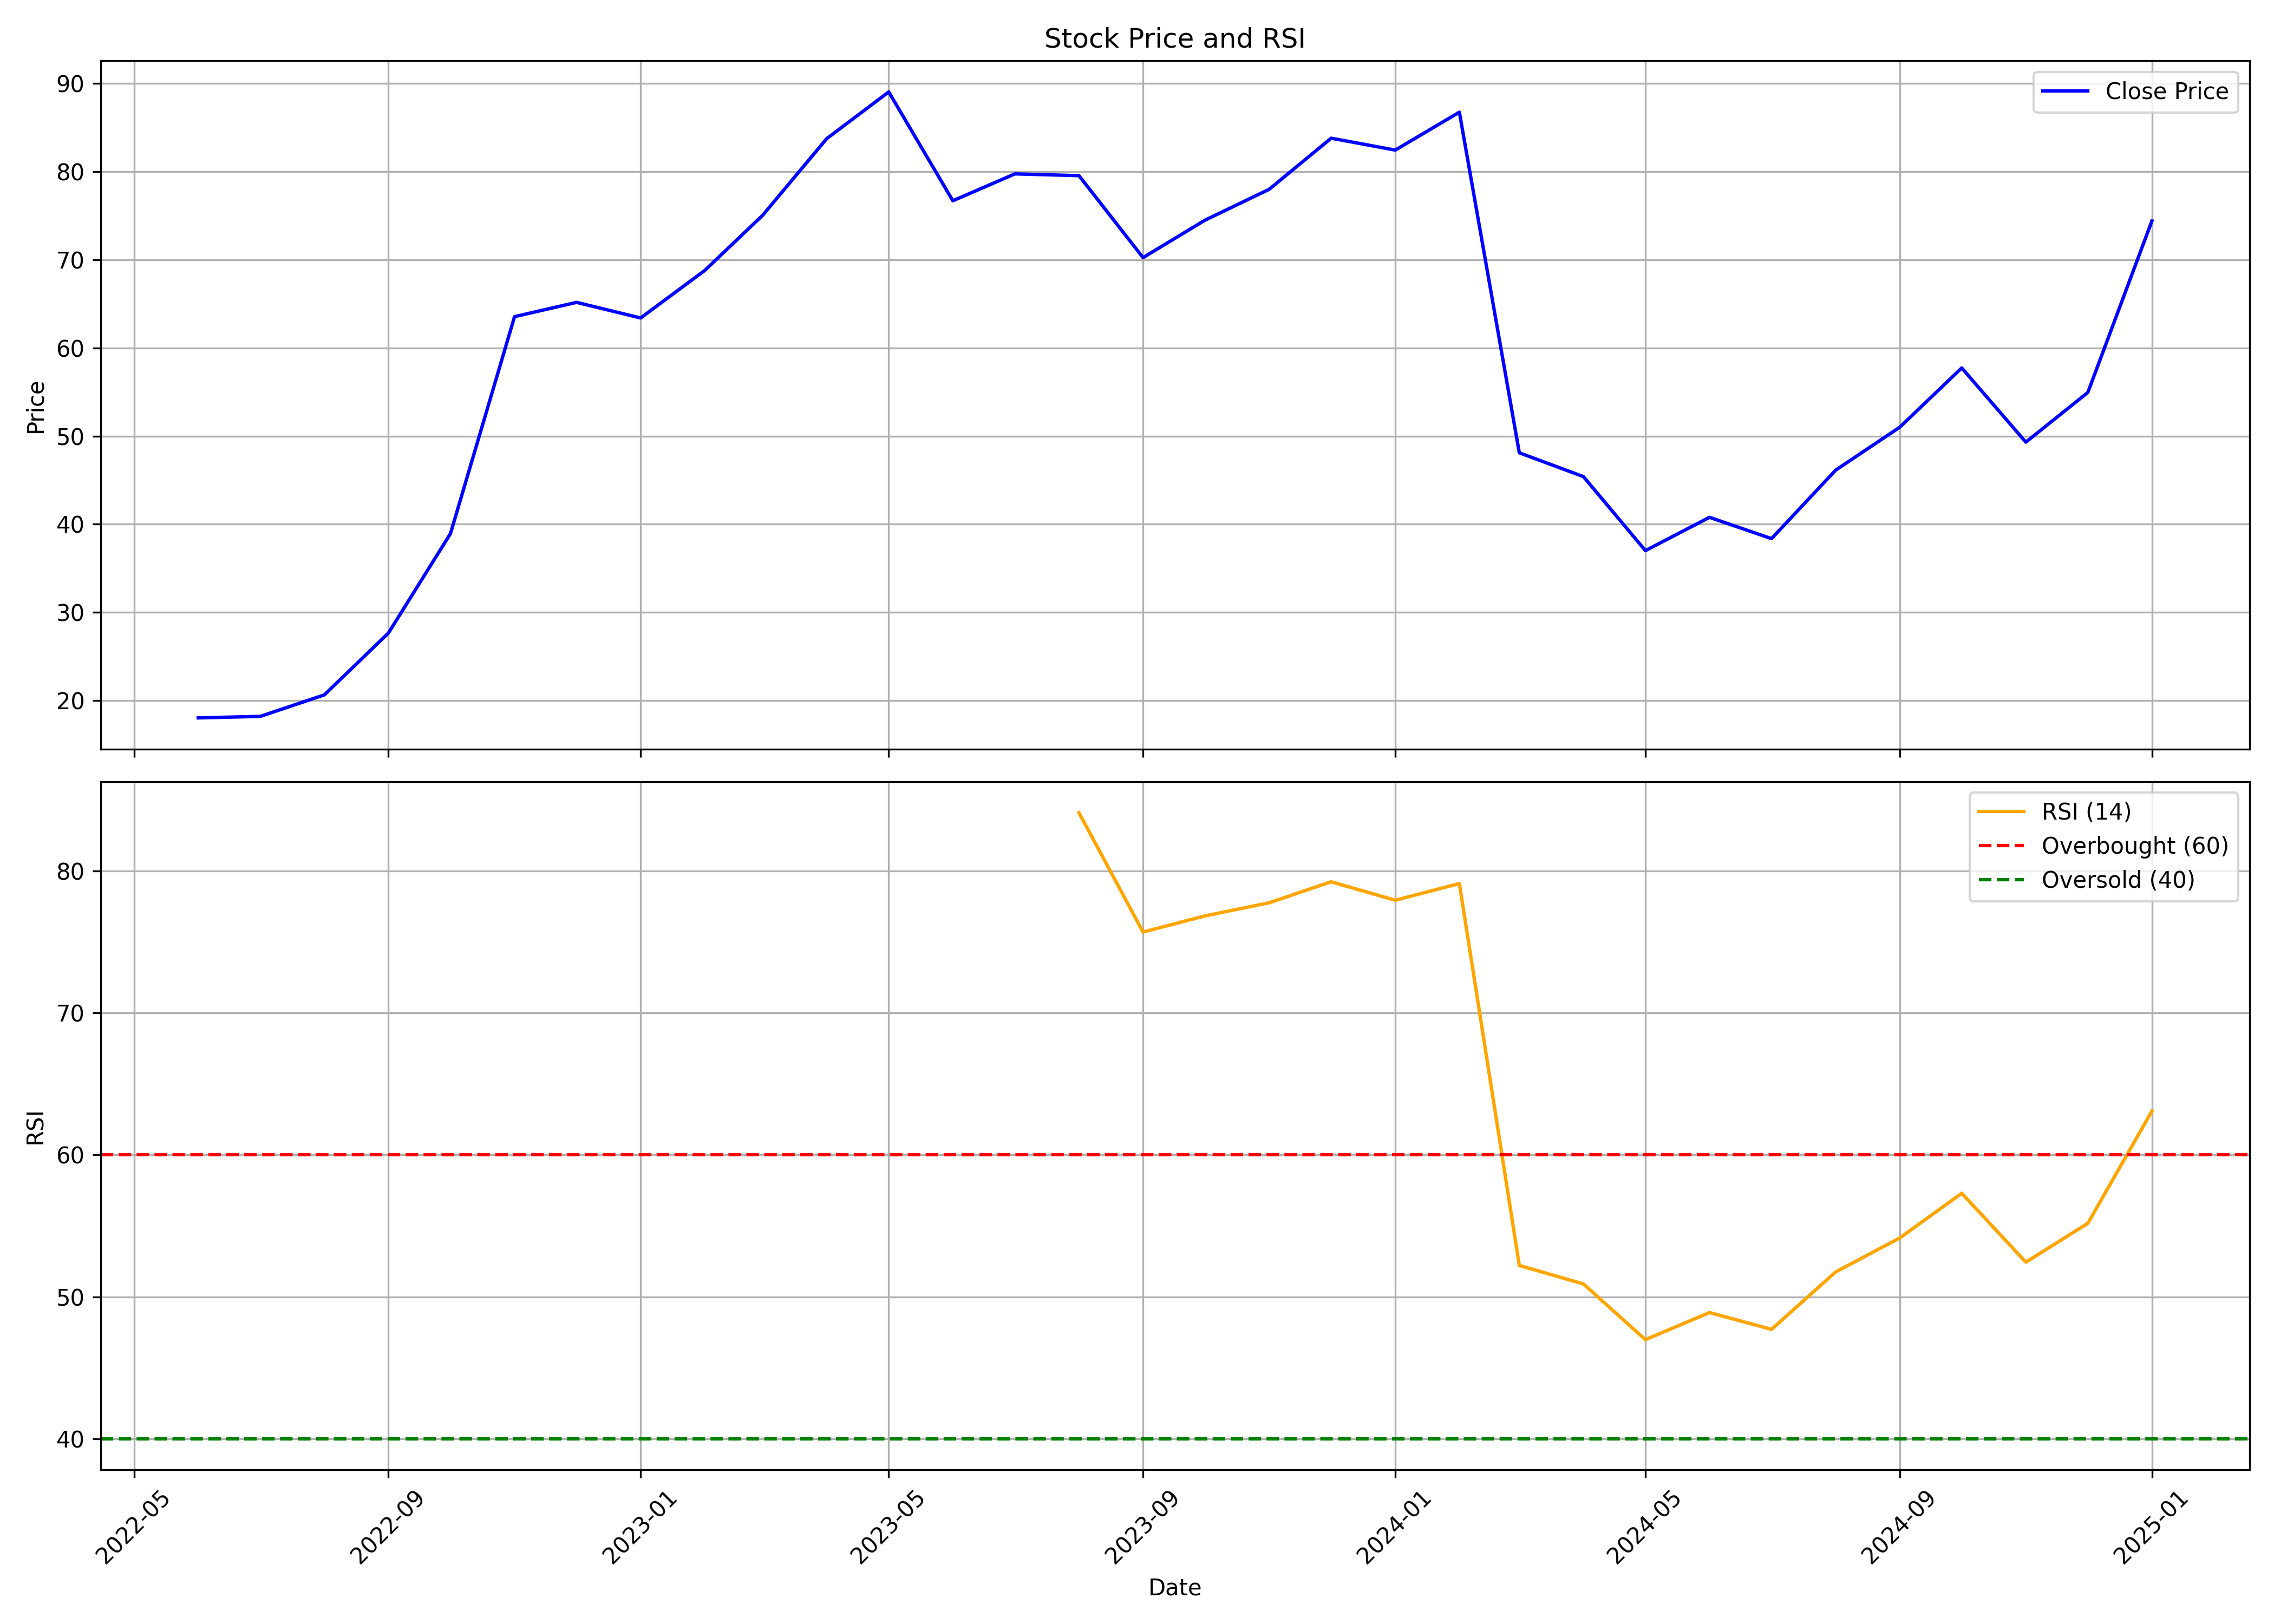 Stock Price and RSI
90
80
70
60
50
40
30
20
Price
Close Price
80
70
60
50
40
RSI
RSI (14)
Overbought (60)
Oversold (40)
2022-05
2022-09
2023-01
2023-05
2023-09
2024-01
2024-05
2024-09
2025-01
Date